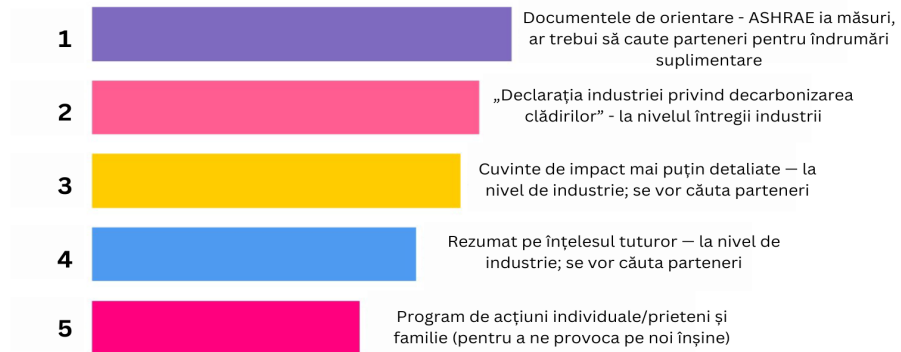 1
Documentele de orientare - ASHRAE ia măsuri,
ar trebui să caute parteneri pentru îndrumări
suplimentare
2
„Declarația industriei privind decarbonizarea
clădirilor” - la nivelul întregii industrii
3
Cuvinte de impact mai puțin detaliate — la
nivel de industrie; se vor căuta parteneri
4
Rezumat pe înțelesul tuturor — la nivel de
industrie; se vor căuta parteneri
5
Program de acțiuni individuale/prieteni și
familie (pentru a ne provoca pe noi înșine)